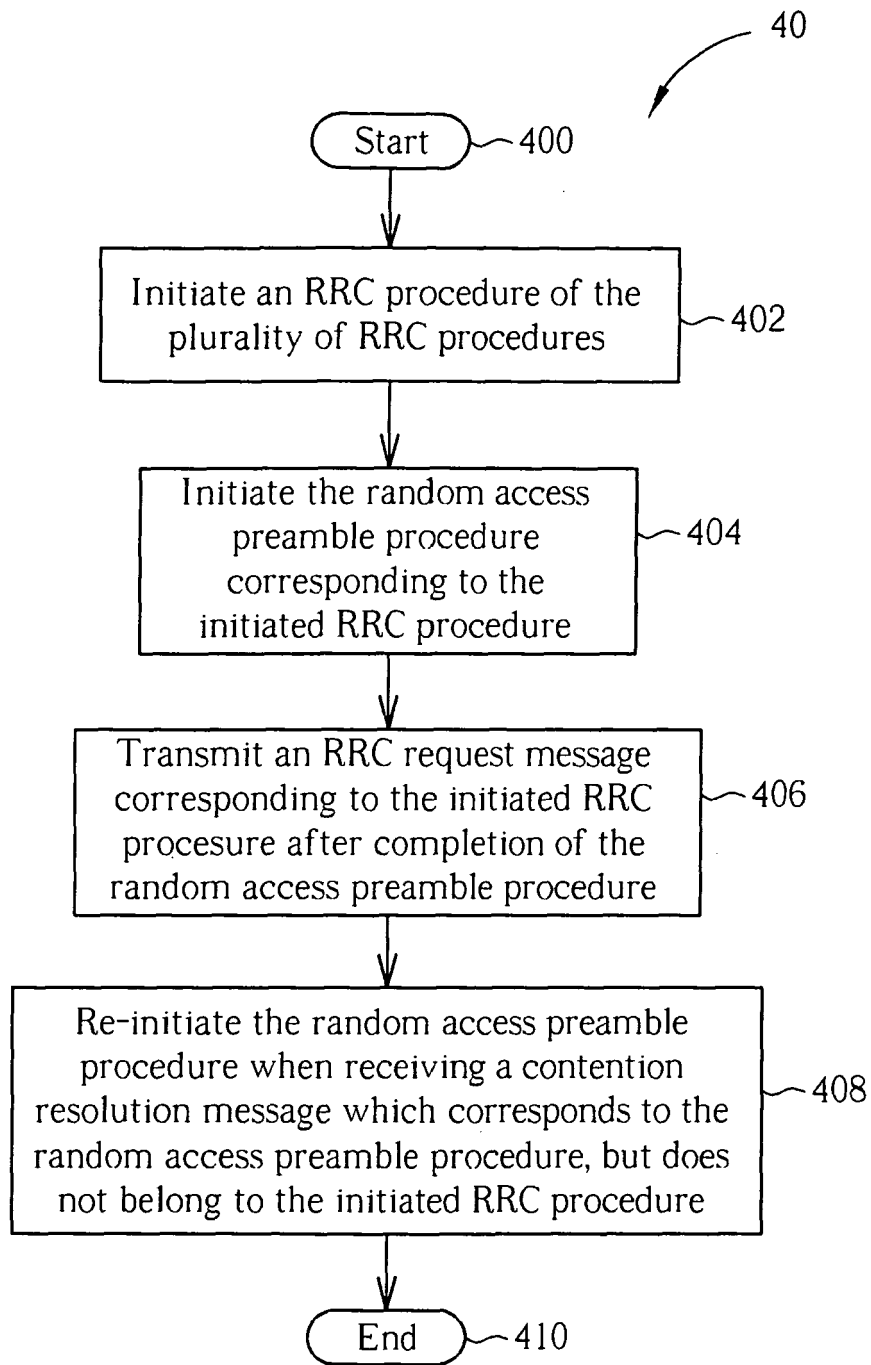 40
Start
400
Initiate an RRC procedure of the
plurality of RRC procedures
402
Initiate the random access
preamble procedure
corresponding to the
initiated RRC procedure
404
Transmit an RRC request message
corresponding to the initiated RRC
procesure after completion of the
random access preamble procedure
406
Re-initiate the random access preamble
procedure when receiving a contention
resolution message which corresponds to the
random access preamble procedure, but does
not belong to the initiated RRC procedure
408
End
410